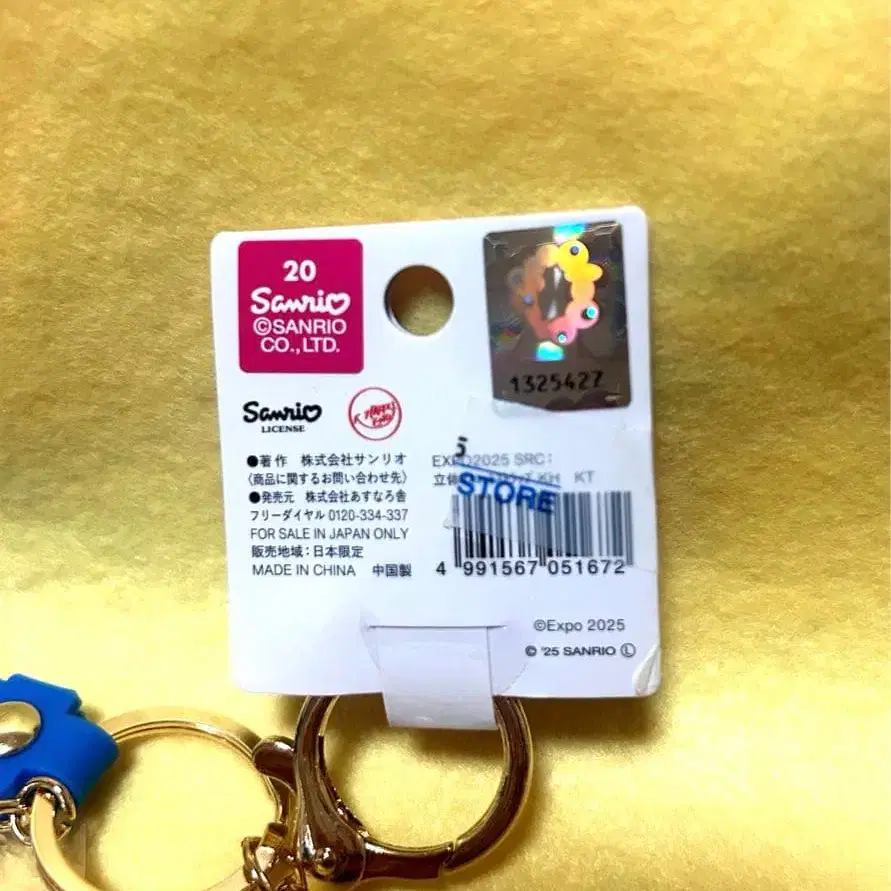 20
Sanrio
©SANRIO
CO.,LTD.
1325427
Sanrio
LICENSE
●著作 株式会社サンリオ
〈商品に関するお問い合わせ先〉
●発売元 株式会社あすなろ舎
フリーダイヤル 0120-334-337
FOR SALE IN JAPAN ONLY
販売地域:日本限定
MADE IN CHINA 中国製
5
EXPO2025 SRC:
KH KT
STORE
4 991567 051672
©Expo 2025
© '25 SANRIO Ⓛ